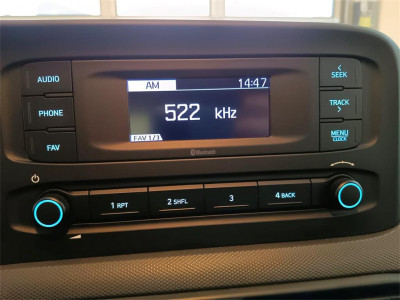 AUDIO
PHONE
FAV
AM 14:47
522 kHz
FAV 1/3
Bluetooth
< SEEK
TRACK >
MENU
CLOCK
1 RPT
2 SHFL
3
4 BACK